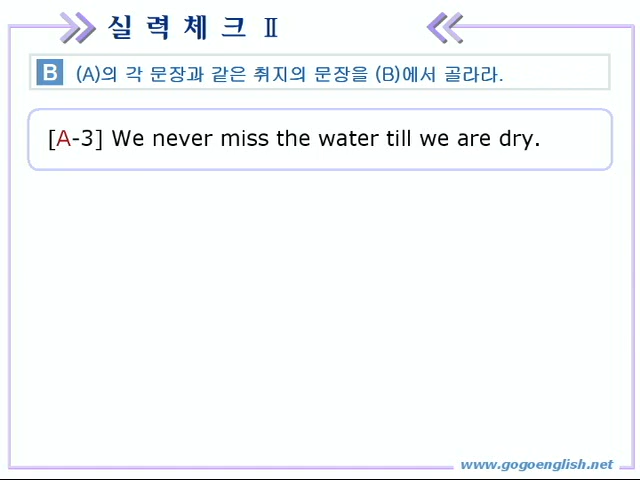 실 력 체 크 Ⅱ
B (A)의 각 문장과 같은 취지의 문장을 (B)에서 골라라.
[A-3] We never miss the water till we are dry.
www.gogoenglish.net